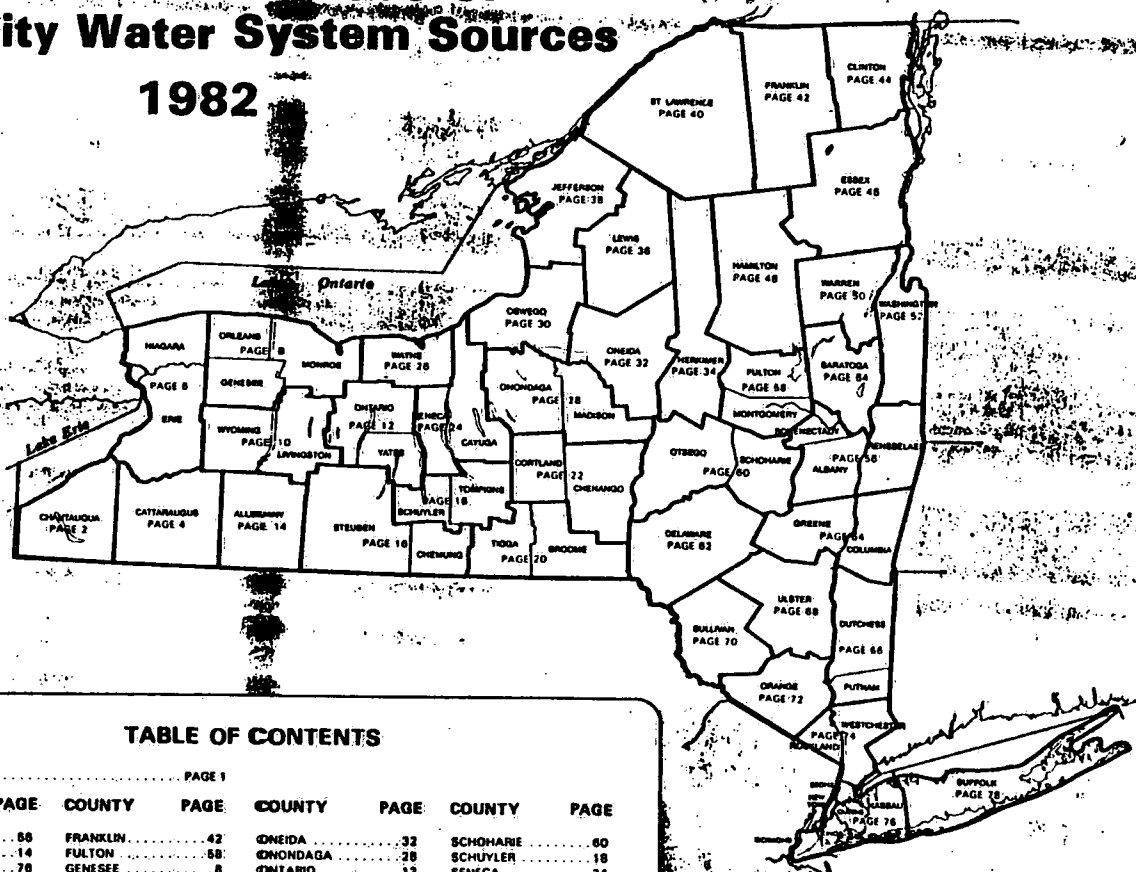 ity Water System Sources
1982
CLINTON
PAGE 44
FRANKLIN
PAGE 42
ST LAWRENCE
PAGE 40
ESSEX
PAGE 46
JEFFERSON
PAGE 38
LEWIS
PAGE 36
HAMILTON
PAGE 48
WARREN
PAGE 50
WASHINGTON
PAGE 52
Ontario
OSWEGO
PAGE 30
ONEIDA
PAGE 32
HERKIMER
PAGE 34
FULTON
PAGE 58
SARATOGA
PAGE 54
NIAGARA
PAGE 6
ORLEANS
PAGE 8
MONROE
WAYNE
PAGE 26
GENESEE
ERIE
WYOMING
PAGE 10
LIVINGSTON
ONTARIO
PAGE 12
YATES
SENECA
PAGE 24
CAYUGA
ONONDAGA
PAGE 28
MADISON
MONTGOMERY
SCHENECTADY
Lake Erie
CORTLAND
PAGE 22
CHENANGO
OTSEGO
PAGE 60
SCHOHARIE
ALBANY
PAGE 56
RENSSELAER
CHAUTAUQUA
PAGE 2
CATTARAUGUS
PAGE 4
ALLEGANY
PAGE 14
STEUBEN
PAGE 16
SCHUYLER
PAGE 18
TOMPKINS
CHEMUNG
TIOGA
PAGE 20
BROOME
DELAWARE
PAGE 62
GREENE
PAGE 64
COLUMBIA
ULSTER
PAGE 68
DUTCHESS
PAGE 66
SULLIVAN
PAGE 70
ORANGE
PAGE 72
PUTNAM
WESTCHESTER
PAGE 74
ROCKLAND
NASSAU
PAGE 76
SUFFOLK
PAGE 78
TABLE OF CONTENTS
PAGE 1
PAGE COUNTY PAGE COUNTY PAGE COUNTY PAGE
56 FRANKLIN 42 ONEIDA 32 SCHOHARIE 60
14 FULTON 58 ONONDAGA 28 SCHUYLER 18
76 GENESEE 8 ONTARIO 12 SENECA